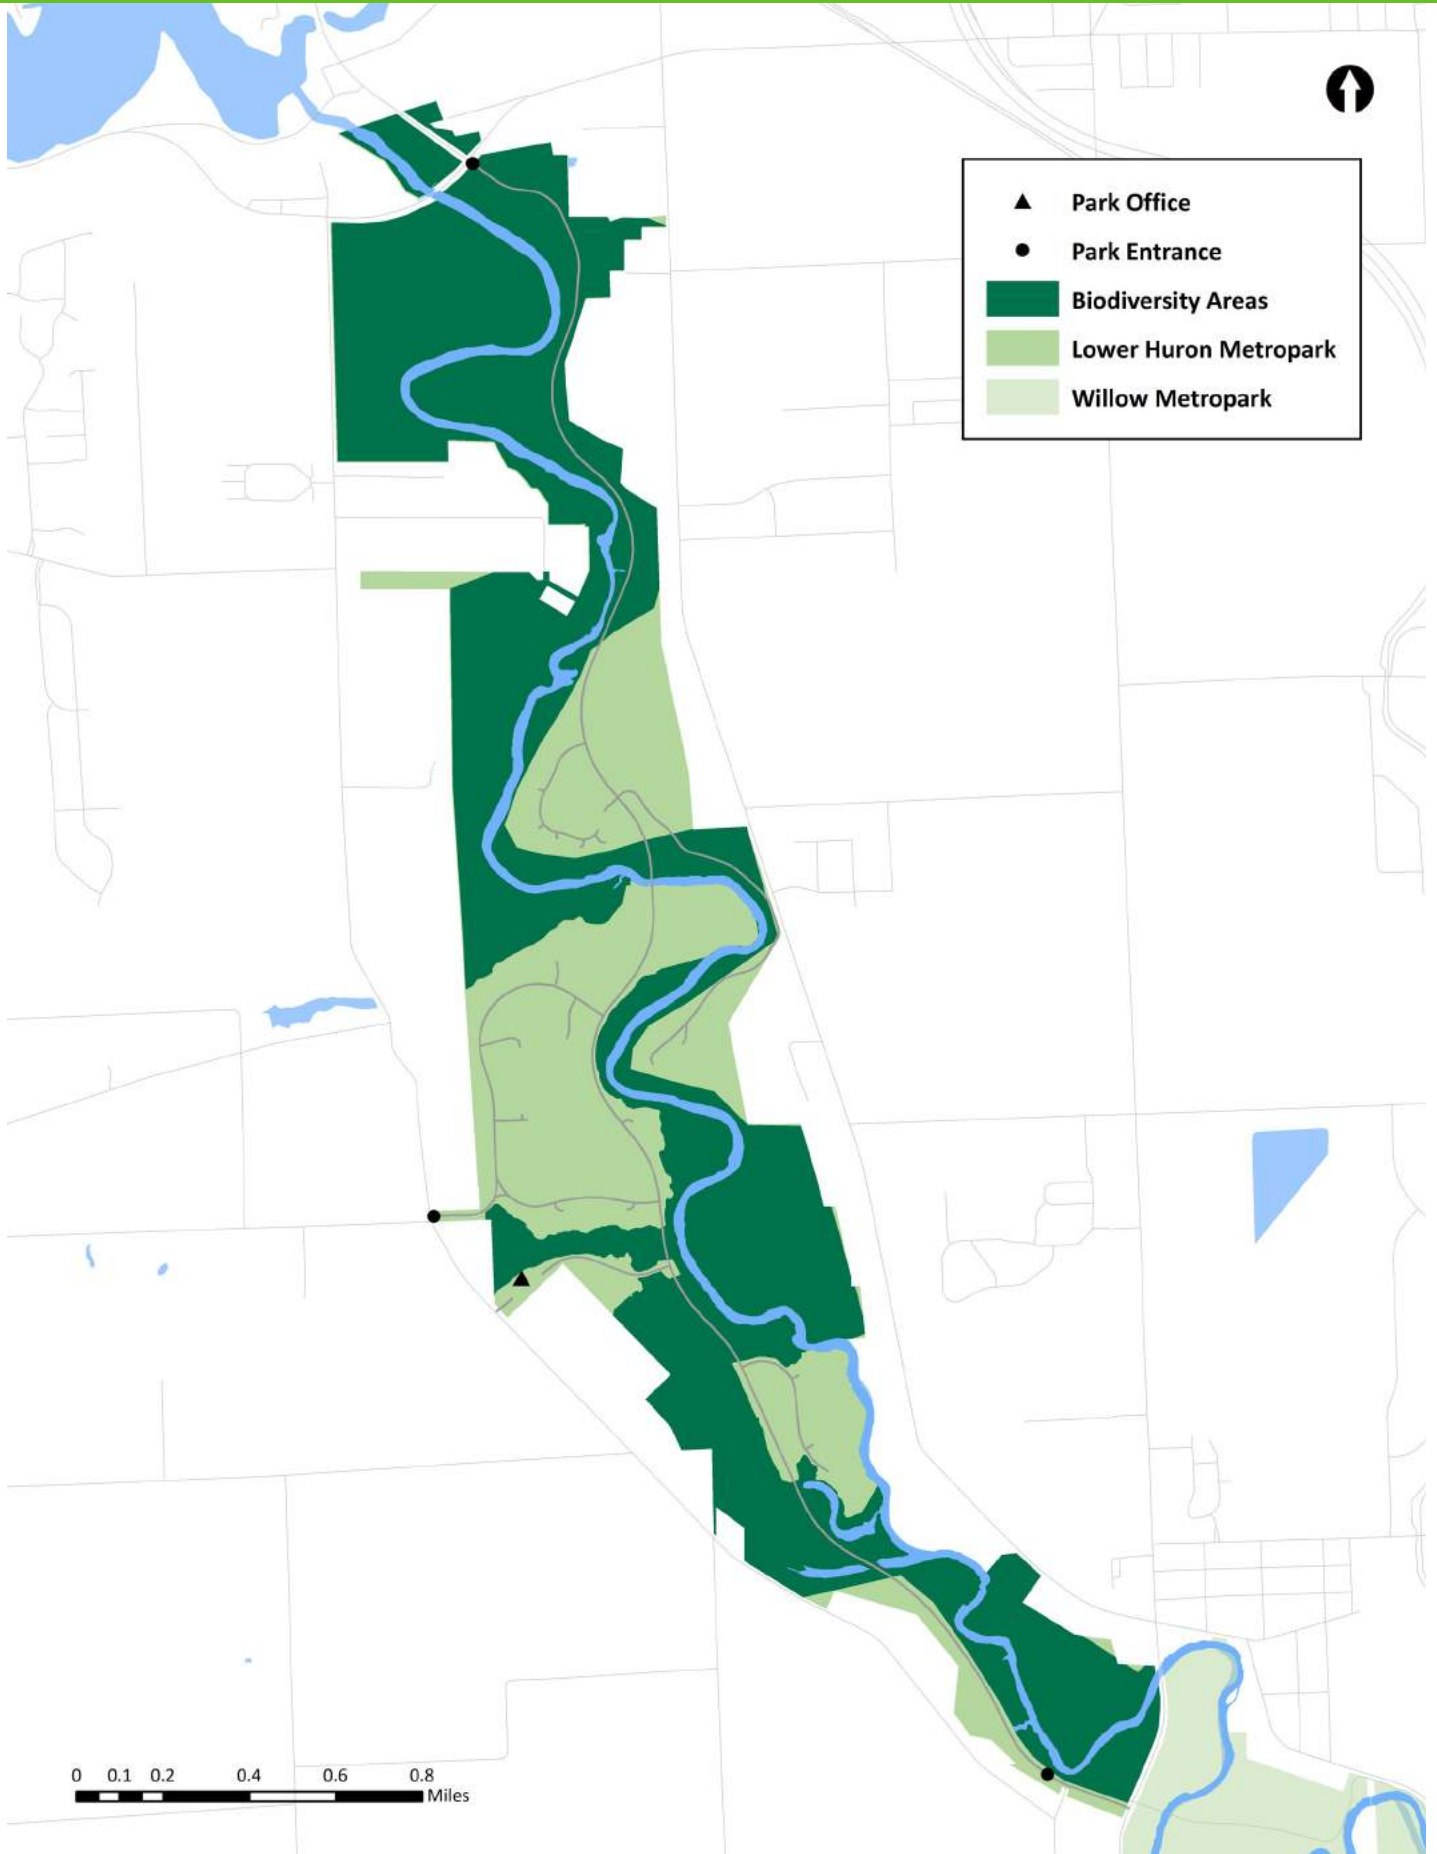 Park Office
Park Entrance
Biodiversity Areas
Lower Huron Metropark
Willow Metropark
0 0.1 0.2 0.4 0.6 0.8
Miles